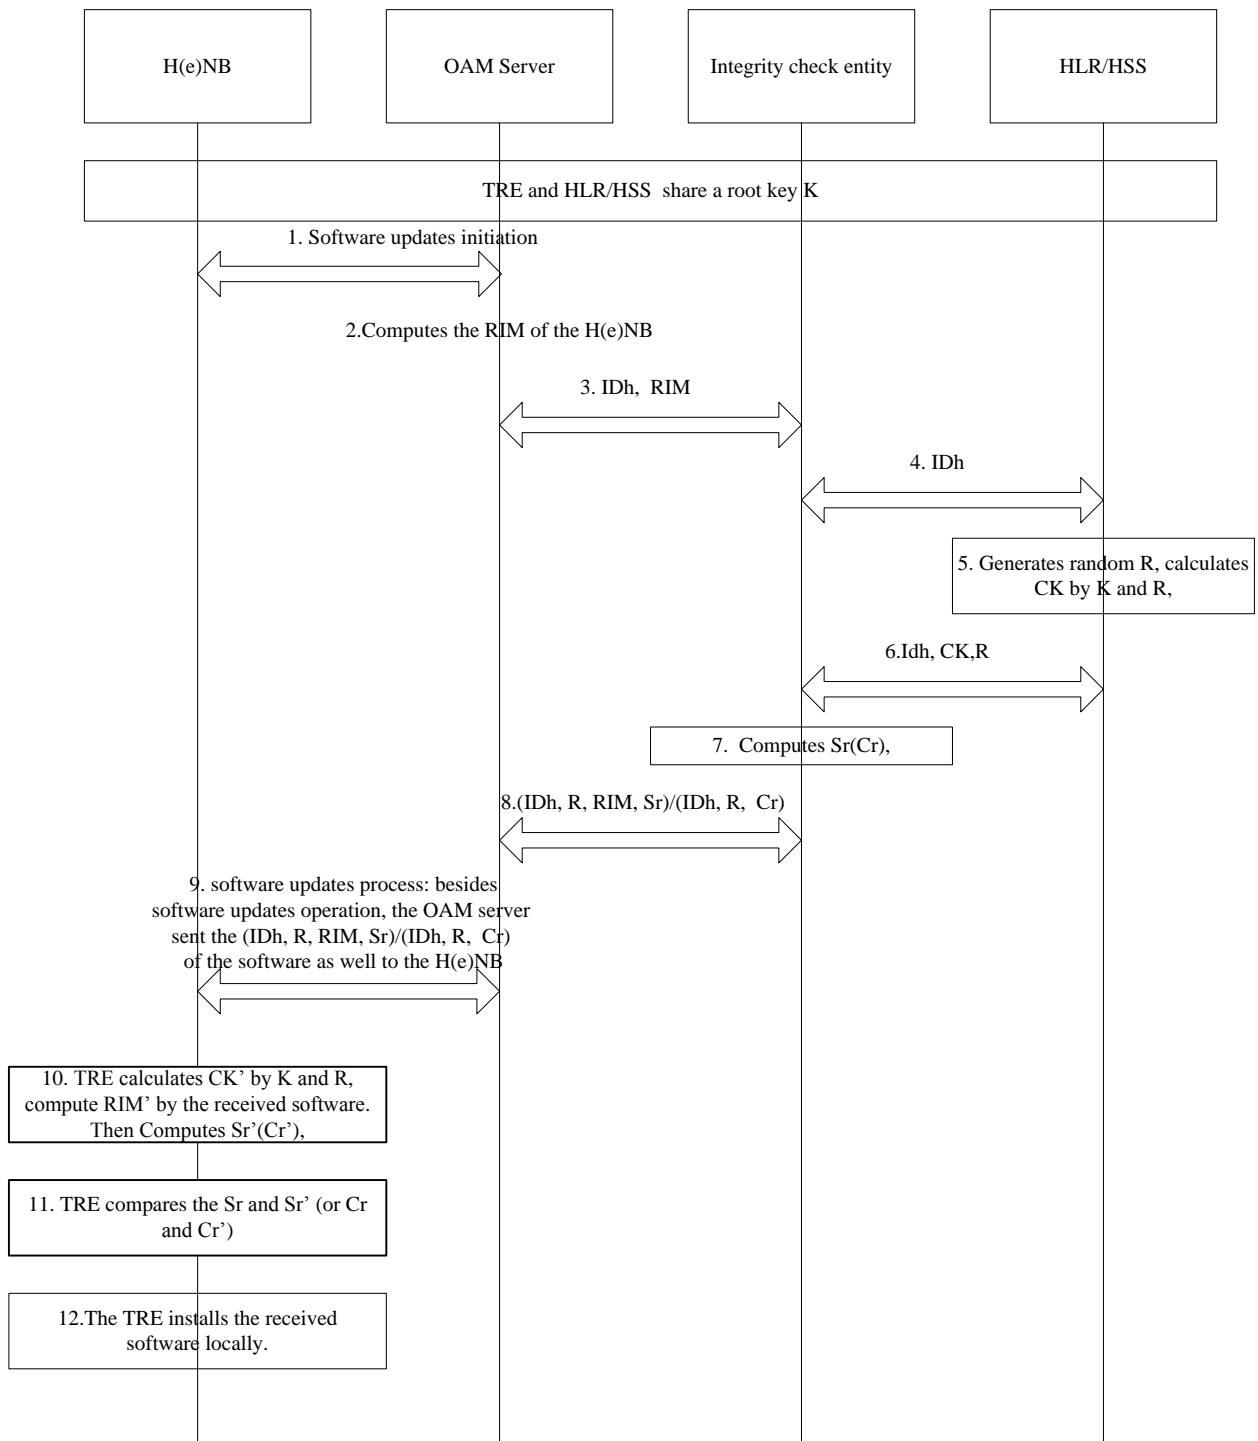 H(e)NB
OAM Server
Integrity check entity
HLR/HSS
TRE and HLR/HSS share a root key K
1. Software updates initiation
2.Computes the RIM of the H(e)NB
3. IDh, RIM
4. IDh
5. Generates random R, calculates
CK by K and R,
6.Idh, CK,R
7. Computes Sr(Cr),
8.(IDh, R, RIM, Sr)/(IDh, R, Cr)
9. software updates process: besides
software updates operation, the OAM server
sent the (IDh, R, RIM, Sr)/(IDh, R, Cr)
of the software as well to the H(e)NB
10. TRE calculates CK’ by K and R,
compute RIM’ by the received software.
Then Computes Sr’(Cr’),
11. TRE compares the Sr and Sr’ (or Cr
and Cr’)
12.The TRE installs the received
software locally.